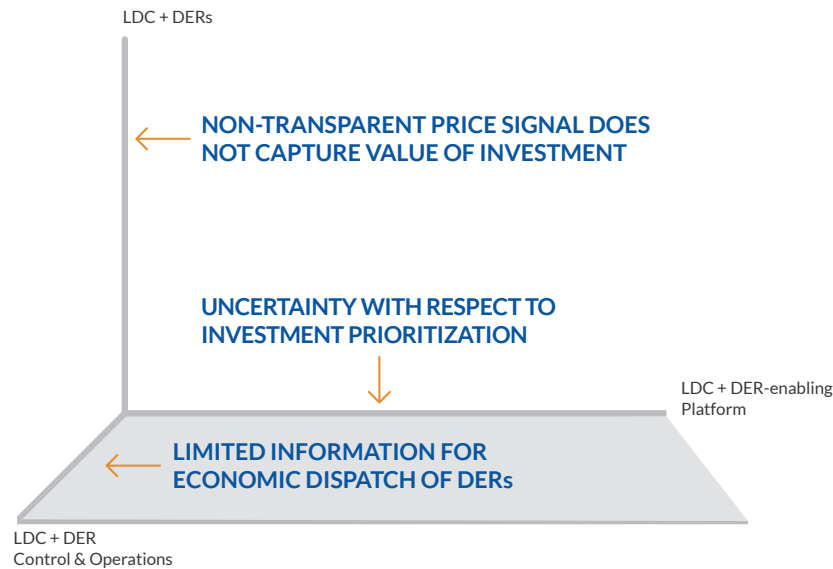 LDC + DERs
NON-TRANSPARENT PRICE SIGNAL DOES
NOT CAPTURE VALUE OF INVESTMENT
UNCERTAINTY WITH RESPECT TO
INVESTMENT PRIORITIZATION
LDC + DER-enabling
Platform
LIMITED INFORMATION FOR
ECONOMIC DISPATCH OF DERs
LDC + DER
Control & Operations